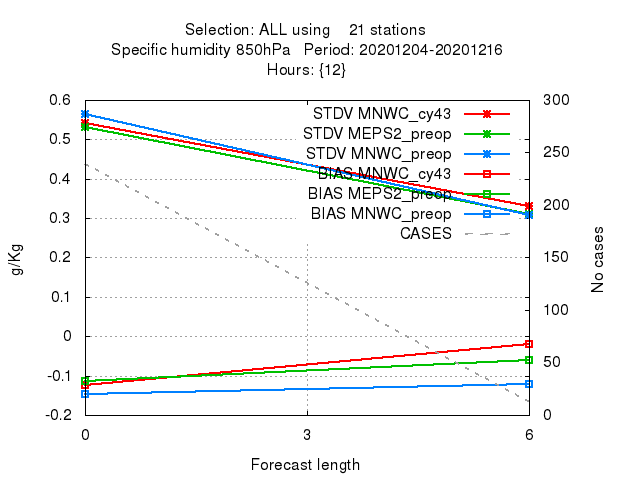 Selection: ALL using    21 stations
Specific humidity 850hPa   Period: 20201204-20201216
Hours: {12}
0.6
0.5
0.4
0.3
0.2
0.1
0
-0.1
-0.2
g/Kg
STDV MNWC_cy43
STDV MEPS2_preop
STDV MNWC_preop
BIAS MNWC_cy43
BIAS MEPS2_preop
BIAS MNWC_preop
CASES
300
250
200
150
100
50
0
No cases
0 3 6
Forecast length